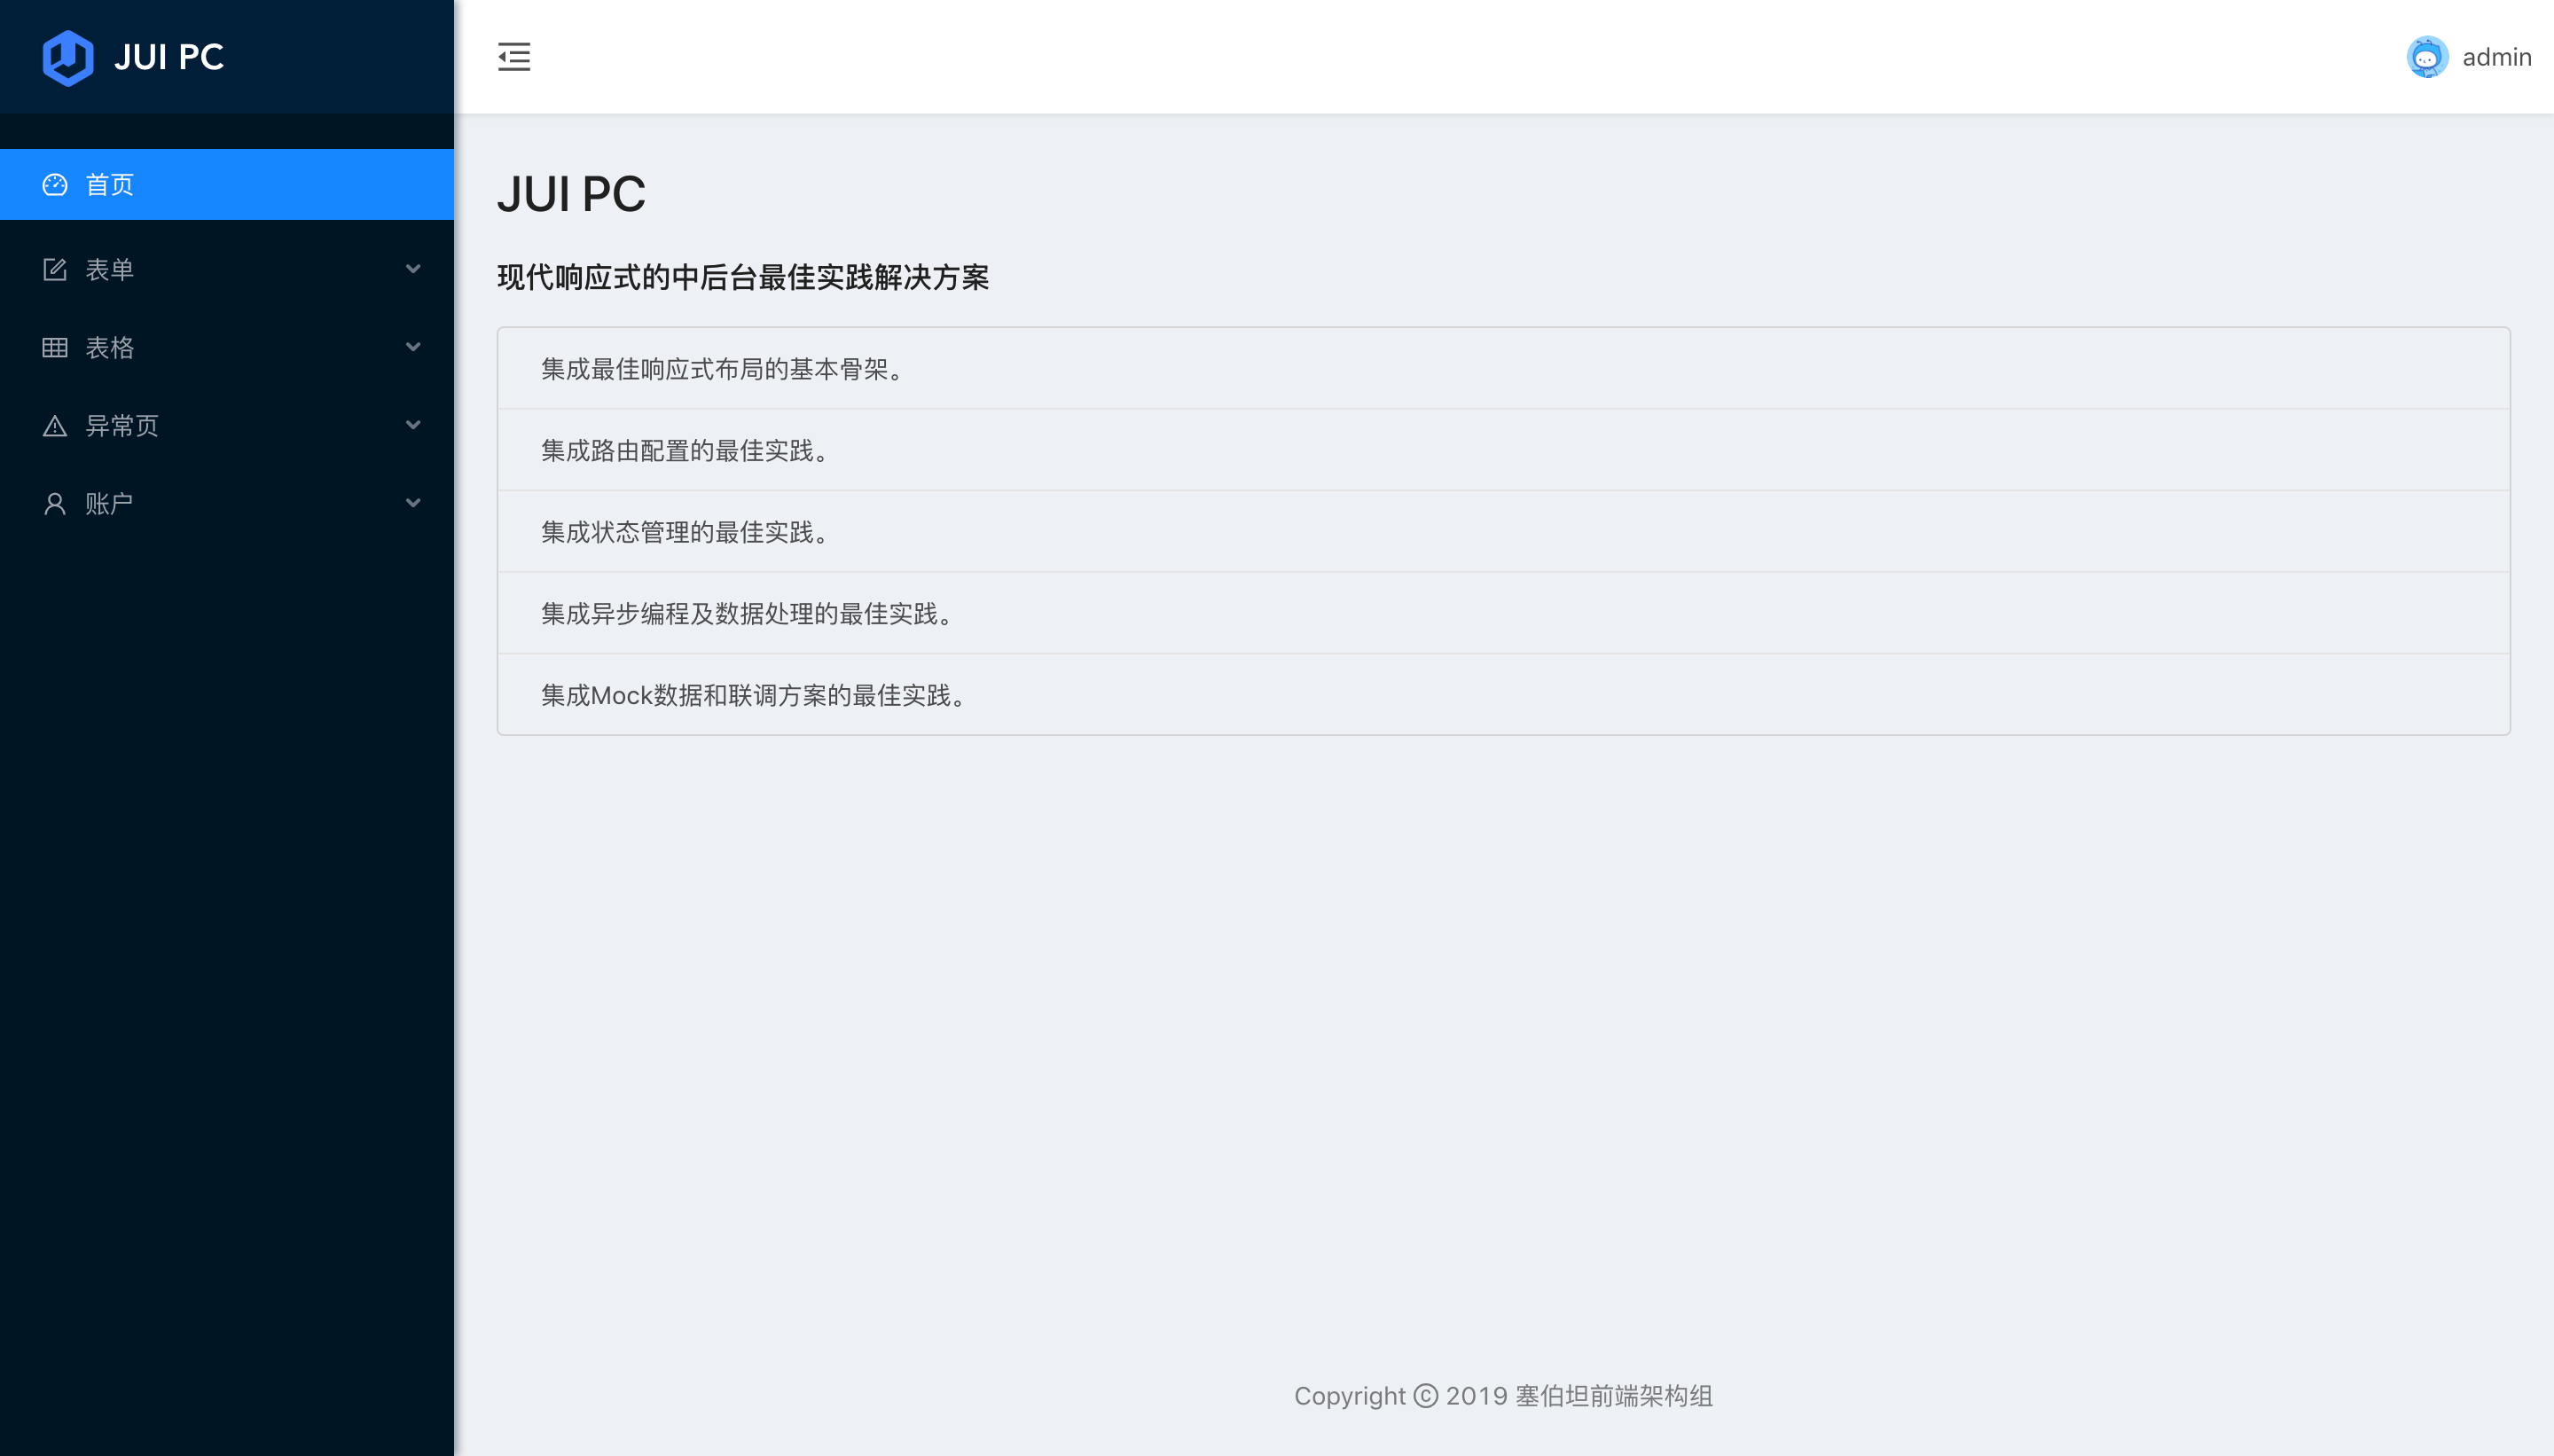 JUI PC
admin
首页
表单
表格
异常页
账户
JUI PC
现代响应式的中后台最佳实践解决方案
集成最佳响应式布局的基本骨架。
集成路由配置的最佳实践。
集成状态管理的最佳实践。
集成异步编程及数据处理的最佳实践。
集成Mock数据和联调方案的最佳实践。
Copyright © 2019 塞伯坦前端架构组